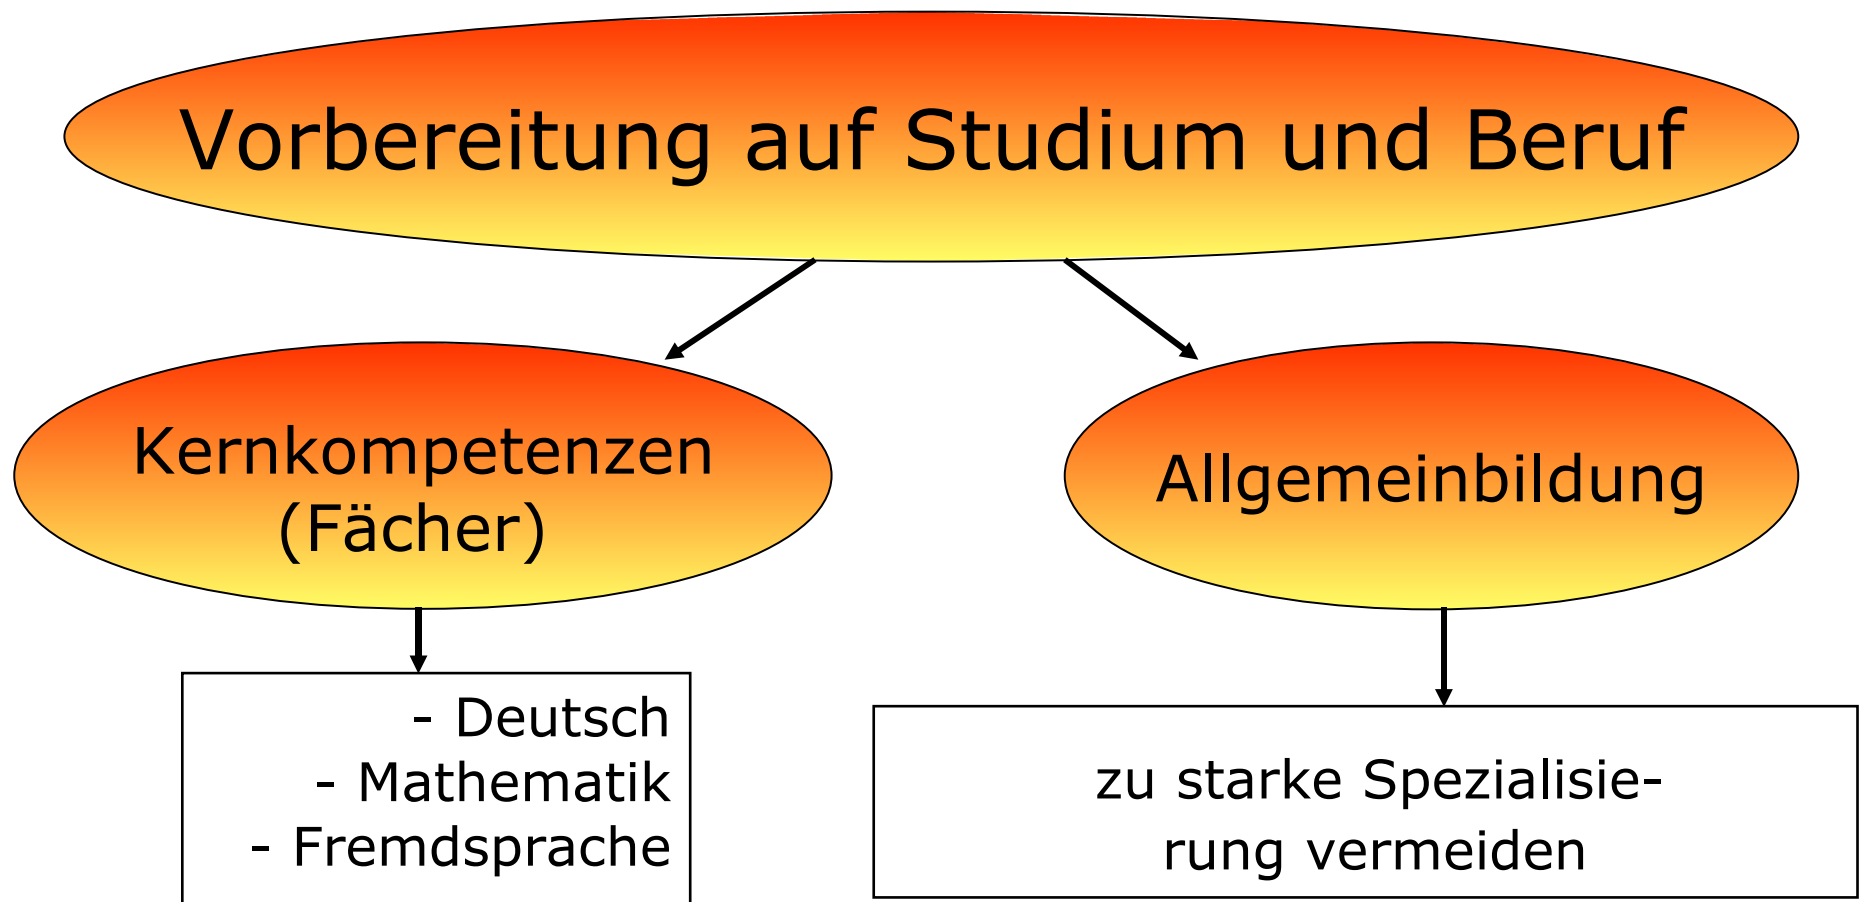 Vorbereitung auf Studium und Beruf
Kernkompetenzen
(Fächer)
Allgemeinbildung
- Deutsch
- Mathematik
- Fremdsprache
zu starke Spezialisie-
rung vermeiden